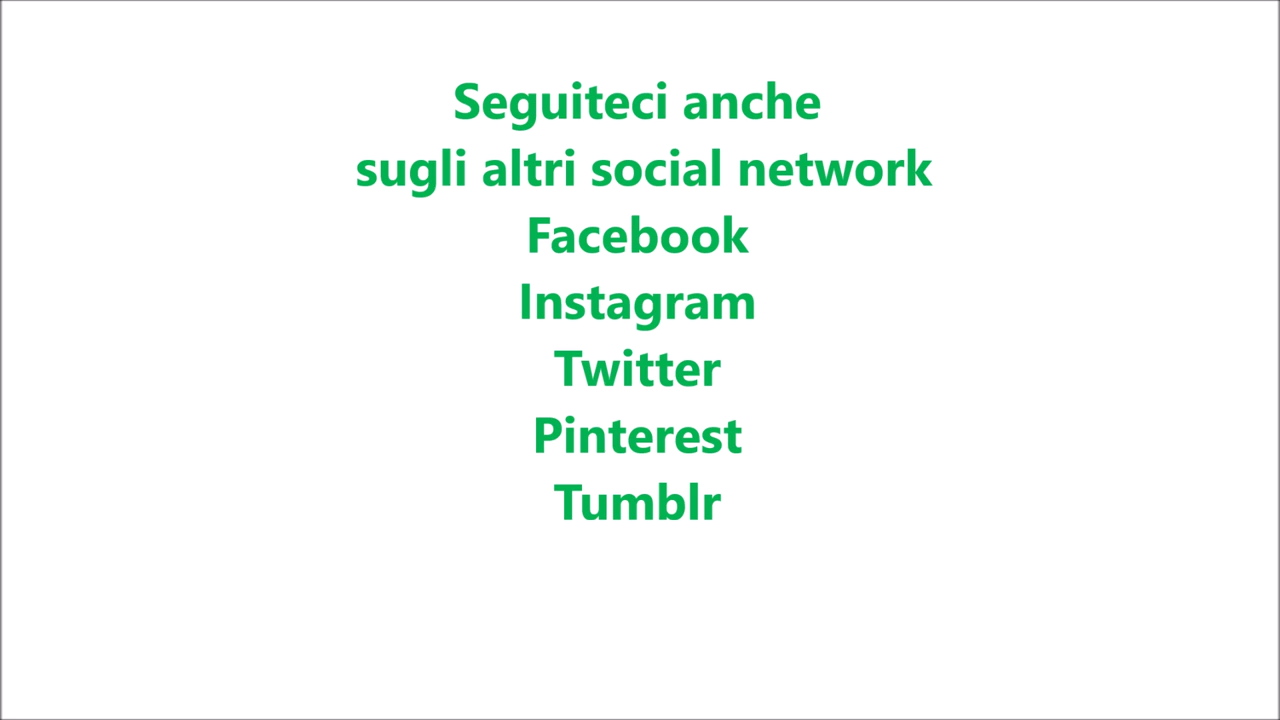 Seguiteci anche
sugli altri social network
Facebook
Instagram
Twitter
Pinterest
Tumblr